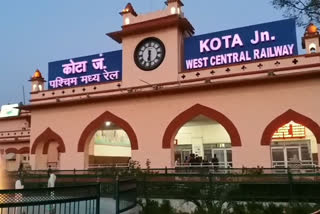 कोटा जं.
पश्चिम मध्य रेल
KOTA Jn.
WEST CENTRAL RAILWAY